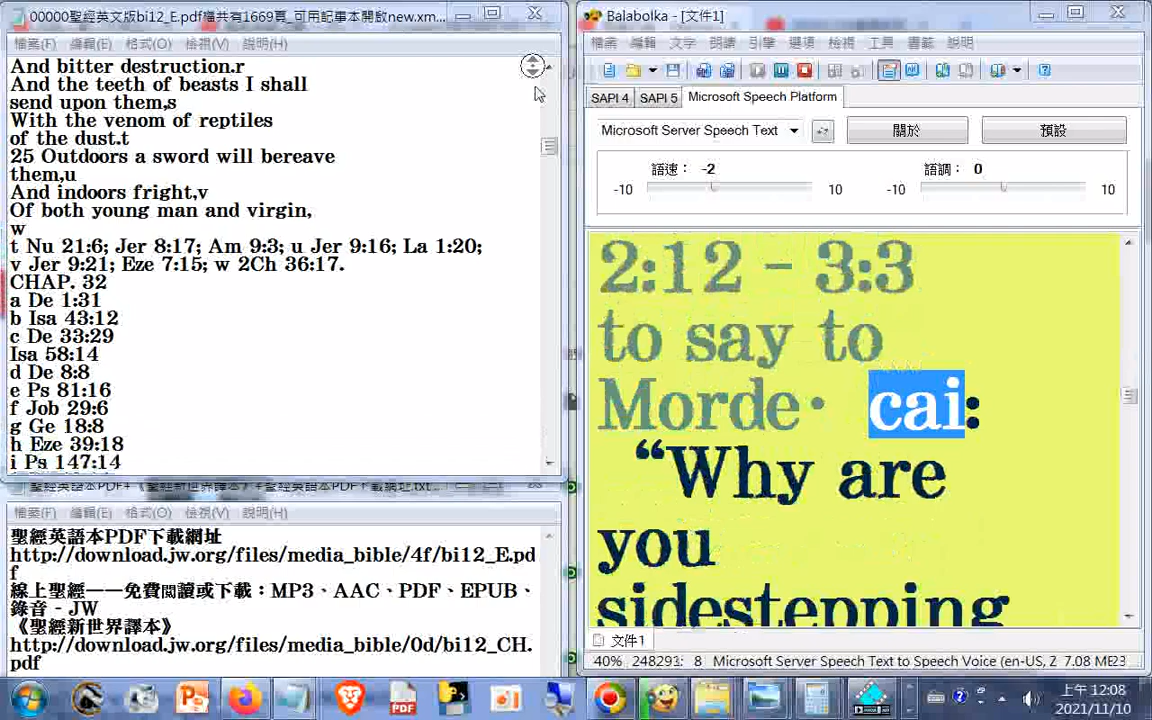 00000聖經英文版bi12_E.pdf檔共有1669頁_可用記事本開啟new.xm...
檔案(F) 編輯(E) 格式(O) 檢視(V) 說明(H)
And bitter destruction.r
And the teeth of beasts I shall
send upon them,s
With the venom of reptiles
of the dust.t
25 Outdoors a sword will bereave
them,u
And indoors fright,v
Of both young man and virgin,
w
t Nu 21:6; Jer 8:17; Am 9:3; u Jer 9:16; La 1:20;
v Jer 9:21; Eze 7:15; w 2Ch 36:17.
CHAP. 32
a De 1:31
b Isa 43:12
c De 33:29
Isa 58:14
d De 8:8
e Ps 81:16
f Job 29:6
g Ge 18:8
h Eze 39:18
i Ps 147:14
檔案(F) 編輯(E) 格式(O) 檢視(V) 說明(H)
聖經英語本PDF下載網址
http://download.jw.org/files/media_bible/4f/bi12_E.pd
f
線上聖經——免費閱讀或下載：MP3、AAC、PDF、EPUB、
錄音 - JW
《聖經新世界譯本》
http://download.jw.org/files/media_bible/0d/bi12_CH.
pdf
Balabolka - [文件1]
檔案 編輯 文字 朗讀 引擎 選項 檢視 工具 書籤 說明
SAPI 4 SAPI 5 Microsoft Speech Platform
Microsoft Server Speech Text 關於 預設
語速： -2 語調： 0
-10 10 -10 10
2:12 - 3:3
to say to
Morde· cai:
“Why are
you
sidestepping
文件1
40% 248291: 8 Microsoft Server Speech Text to Speech Voice (en-US, Z 7.08 ME23
PDF
上午 12:08
2021/11/10